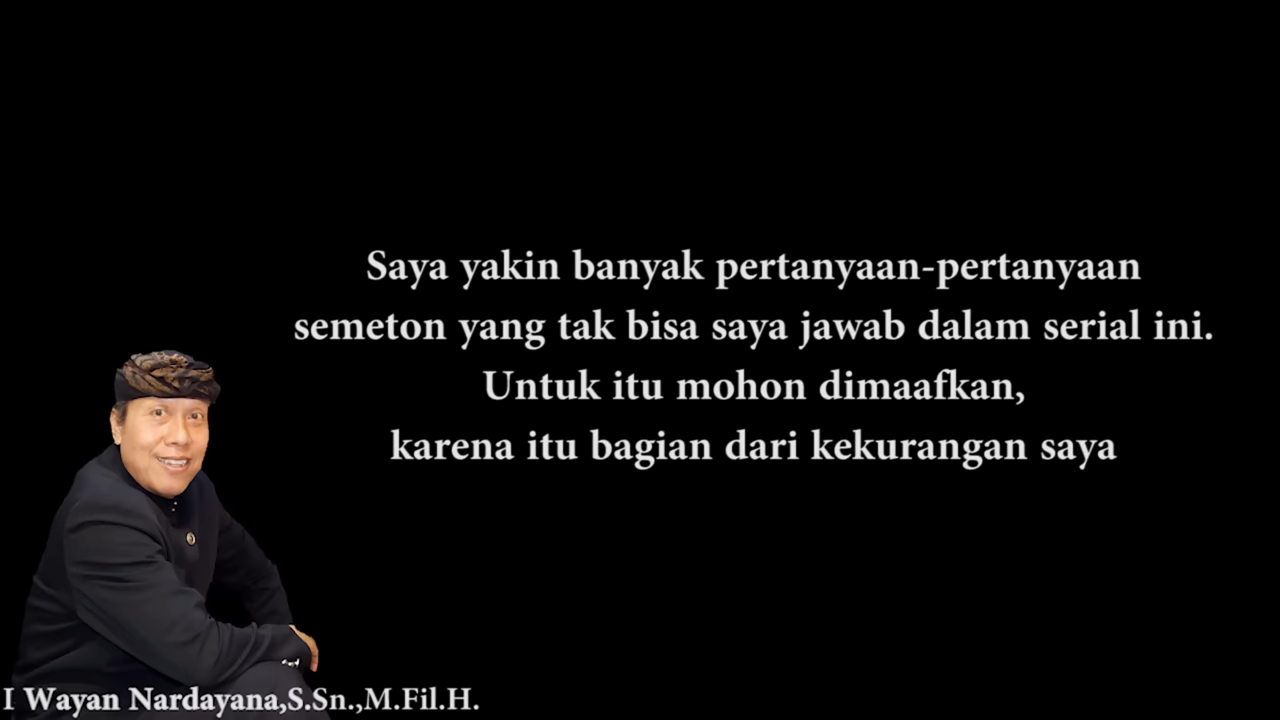 Saya yakin banyak pertanyaan-pertanyaan
semeton yang tak bisa saya jawab dalam serial ini.
Untuk itu mohon dimaafkan,
karena itu bagian dari kekurangan saya
I Wayan Nardayana,S.Sn.,M.Fil.H.